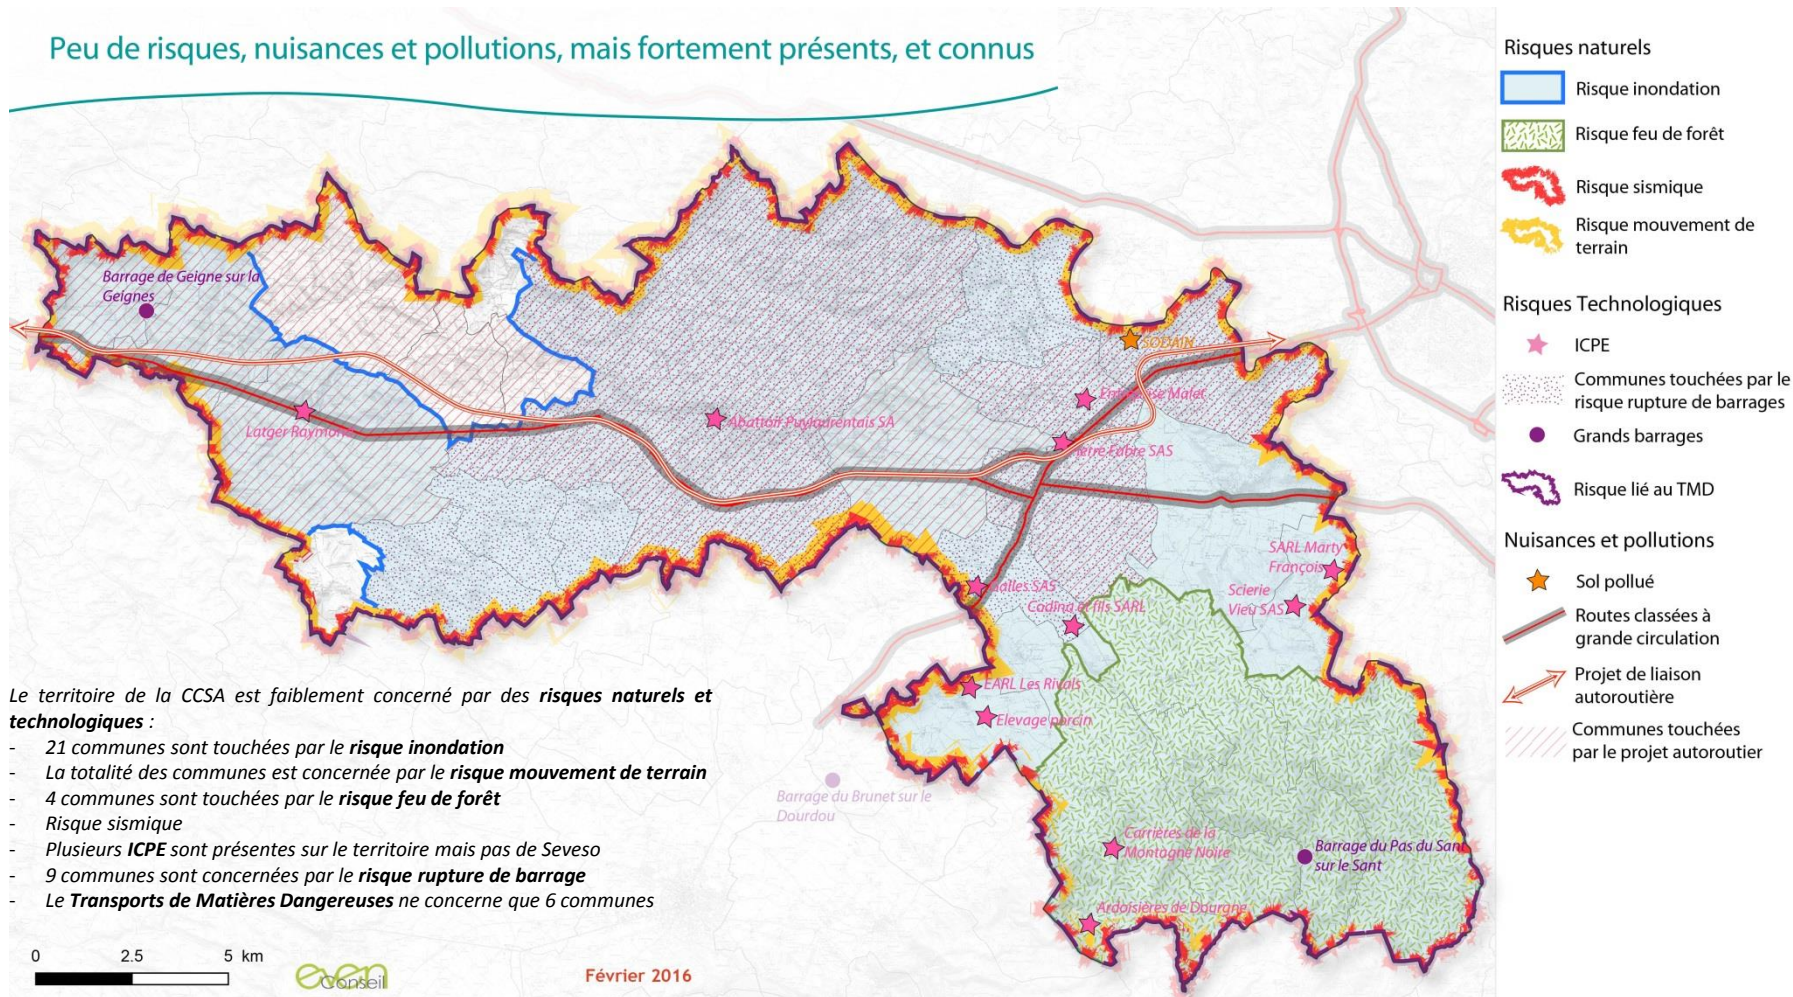 Peu de risques, nuisances et pollutions, mais fortement présents, et connus
Barrage de Geigne sur la
Geignes
Latger Raymond
Abattoir Puylaurentais SA
SOLVAIN
Entreprise Malet
Pierre Fabre SAS
SARL Marty
François
Scierie
Vieu SAS
Cadina et fils SARL
EARL Les Rivals
Elevage porcin
Barrage du Brunet sur le
Dourdou
Carrières de la
Montagne Noire
Barrage du Pas du Sant
sur le Sant
Ardoisières de Dourgne
Le territoire de la CCSA est faiblement concerné par des risques naturels et
technologiques :
- 21 communes sont touchées par le risque inondation
- La totalité des communes est concernée par le risque mouvement de terrain
- 4 communes sont touchées par le risque feu de forêt
- Risque sismique
- Plusieurs ICPE sont présentes sur le territoire mais pas de Seveso
- 9 communes sont concernées par le risque rupture de barrage
- Le Transports de Matières Dangereuses ne concerne que 6 communes
0 2.5 5 km
even
Conseil
Février 2016
Risques naturels
Risque inondation
Risque feu de forêt
Risque sismique
Risque mouvement de
terrain
Risques Technologiques
ICPE
Communes touchées par le
risque rupture de barrages
Grands barrages
Risque lié au TMD
Nuisances et pollutions
Sol pollué
Routes classées à
grande circulation
Projet de liaison
autoroutière
Communes touchées
par le projet autoroutier